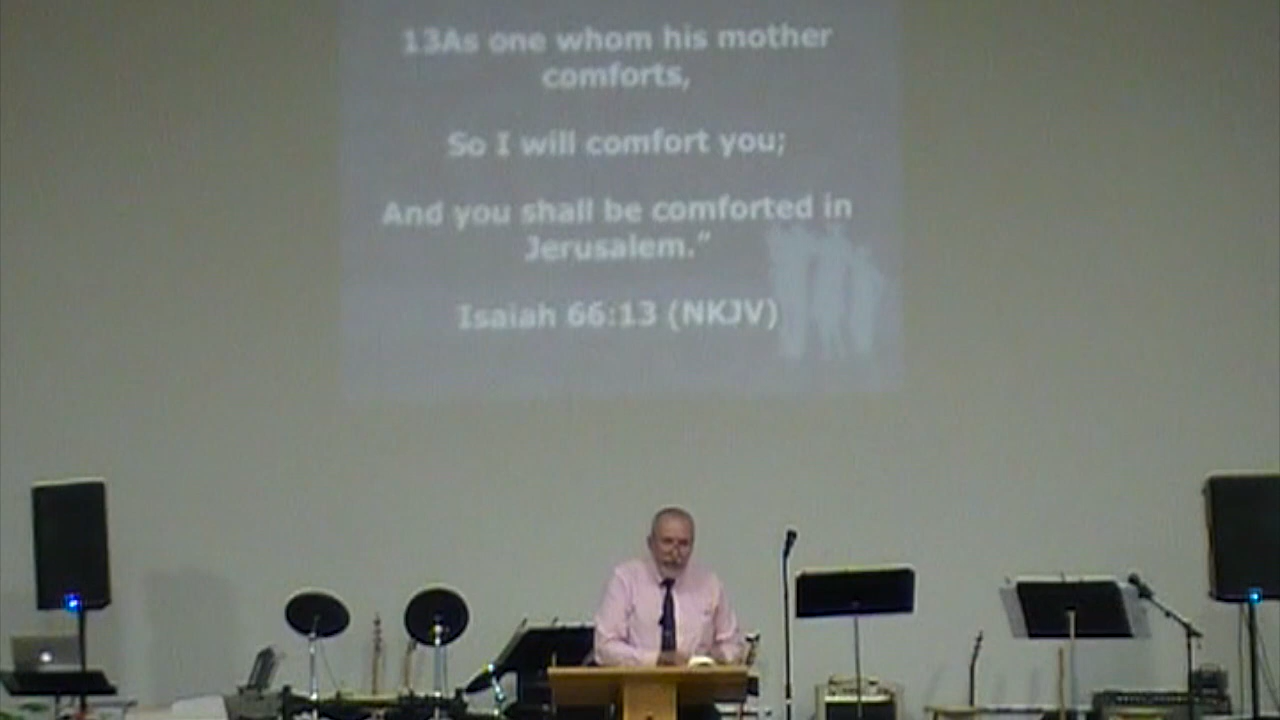 13As one whom his mother
comforts,
So I will comfort you;
And you shall be comforted in
Jerusalem.”
Isaiah 66:13 (NKJV)